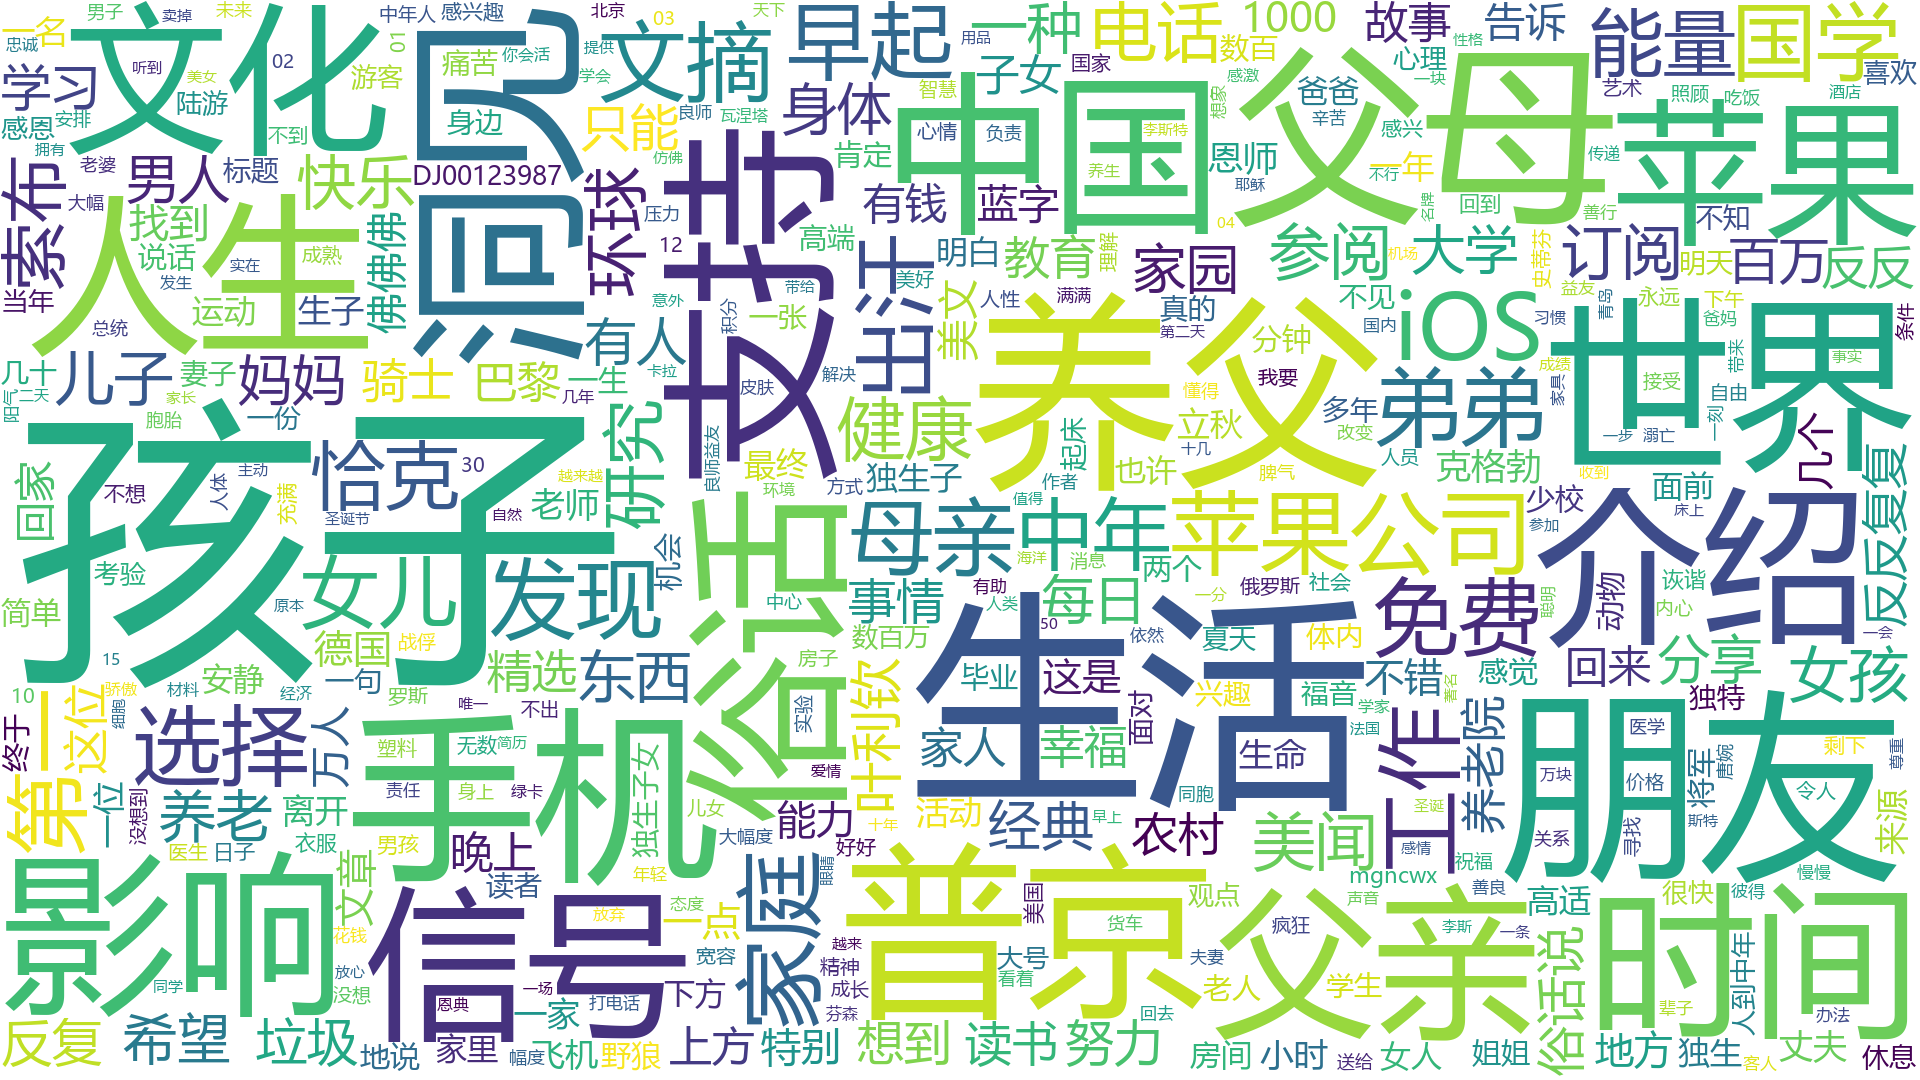 一名
男子
卖掉
未来
忠诚
文化
听到
美女
02
01
中年人
感兴趣
北京
03
天下
早起
一种
电话
1000
故事
告诉
能量
国学
性格
用品
你会活
提供
学会
文摘
痛苦
游客
陆游
不到
学习
感恩
安排
拥有
老婆
民间
身边
只能
良师
瓦涅塔
仿佛
身体
智慧
心情
负责
子女
国家
数百
感激
想家
中国
李斯特
爸爸
辛苦
父母
心理
一块
艺术
喜欢
照顾
吃饭
酒店
苹果
索布
大幅
男人
标题
快乐
DJ00123987
环球
支持
肯定
有钱
蓝字
养生
恩师
耶稣
感兴
一年
不行
名牌
回到
善行
传递
不知
人生
找到
说话
发生
实在
成熟
佛佛佛
压力
12
高端
出汗
明白
美好
教育
理解
家园
04
参阅
机场
大学
史蒂芬
订阅
明天
百万
反反
当年
总统
运动
生子
有人
意外
带给
积分
一张
美文
人性
满满
真的
第二天
不见
国内
iOS
习惯
益友
青岛
永远
下午
爸妈
条件
几十
阳气
二天
儿子
家长
胞胎
妻子
妈妈
骑士
巴黎
一生
几年
卡拉
皮肤
解决
养父
分钟
我要
懂得
立秋
多年
改变
弟弟
成绩
家具
世界
接受
事实
带来
自由
一刻
回家
不想
一份
孩子
人体
主动
充满
恰克
圣诞节
30
自然
越来越
老师
研究
良师益友
最终
环境
方式
健康
独生子
作者
起床
值得
也许
十几
脾气
人员
克格勃
收到
一步
溺亡
面前
床上
几个
反反复复
考验
简单
原本
女儿
发现
机会
俗话
中心
母亲
中年
海洋
消息
苹果公司
少校
参加
介绍
15
10
骄傲
细胞
材料
安静
经济
德国
战俘
一句
罗斯
精选
东西
唯一
不出
数百万
房子
实验
事情
有助
人类
每日
两个
一分
俄罗斯
社会
50
依然
夏天
体内
免费
聪明
动物
诙谐
内心
一会
分享
女孩
终于
第一
这位
一位
没想到
选择
万人
塑料
无数
简历
手机
责任
身上
绿卡
独生子女
儿女
爱情
叶利钦
生活
毕业
这是
面对
兴趣
福音
学家
法国
不错
感觉
著名
回来
独特
家人
幸福
生命
工作
养老院
朋友
医学
万块
价格
将军
唐婉
剩下
尊重
令人
来源
养老
医生
日子
离开
衣服
男孩
晚上
读者
年轻
大幅度
能力
好好
眼睛
十年
活动
经典
同胞
早上
农村
美闻
圣诞
感情
祝福
关系
寻找
斯特
慢慢
影响
文章
花钱
放心
没想
同学
信号
恩典
放弃
一场
打电话
态度
一点
宽容
下方
家庭
越来
精神
成长
芬森
普京
美国
大号
看着
货车
观点
夫妻
疯狂
父亲
mgncwx
声音
善良
李斯
一条
高适
很快
彼得
时间
人到中年
反复
希望
垃圾
地说
家里
幅度
一家
飞机
野狼
上方
特别
想到
读书
努力
回去
老人
学生
房间
小时
送给
女人
姐姐
俗话说
地方
辈子
独生
客人
丈夫
办法
休息